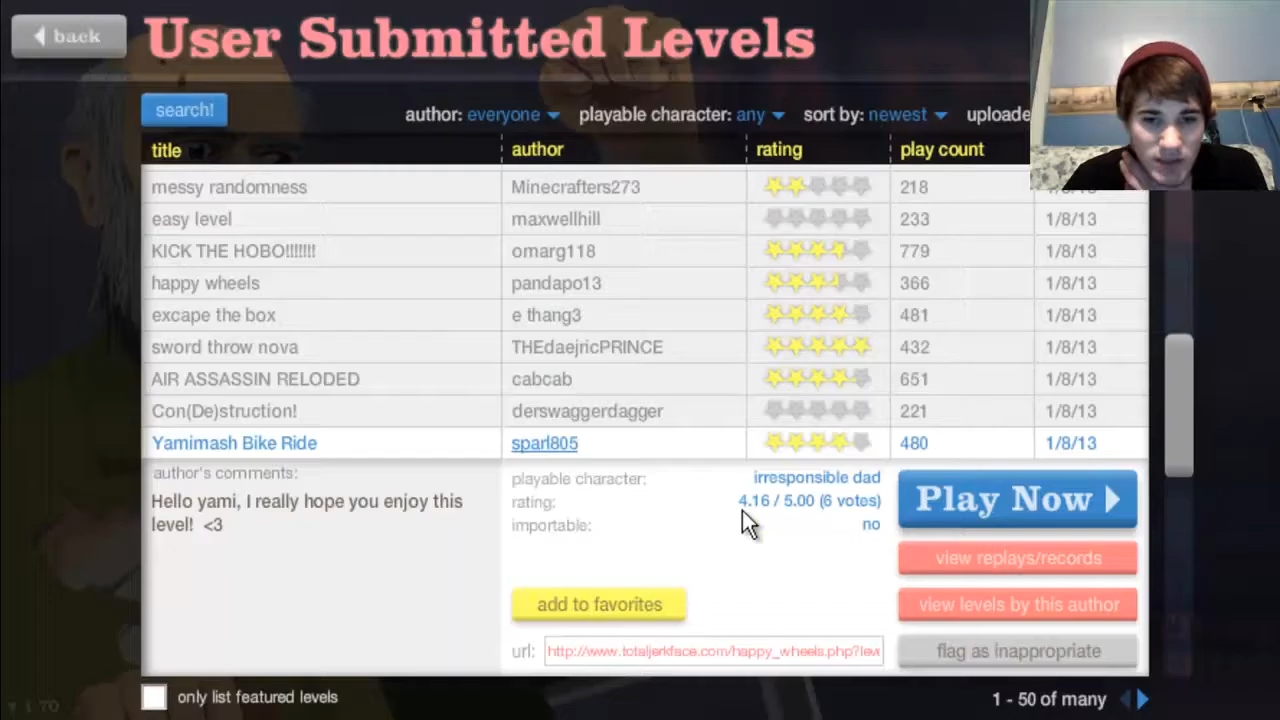 back
User Submitted Levels
search!
author: everyone playable character: any sort by: newest uploade
title author rating play count
messy randomness Minecrafters273 218
easy level maxwellhill 233 1/8/13
KICK THE HOBO!!!!!!! omarg118 779 1/8/13
happy wheels pandapo13 366 1/8/13
excape the box e thang3 481 1/8/13
sword throw nova THEdaejricPRINCE 432 1/8/13
AIR ASSASSIN RELODED cabcab 651 1/8/13
Con(De)struction! derswaggerdagger 221 1/8/13
Yamimash Bike Ride sparl805 480 1/8/13
author's comments:
Hello yami, I really hope you enjoy this
level! <3
playable character: irresponsible dad
rating: 4.16 / 5.00 (6 votes)
importable: no
add to favorites
url: http://www.totaljerkface.com/happy_wheels.php?lev
Play Now
view replays/records
view levels by this author
flag as inappropriate
only list featured levels
1 - 50 of many